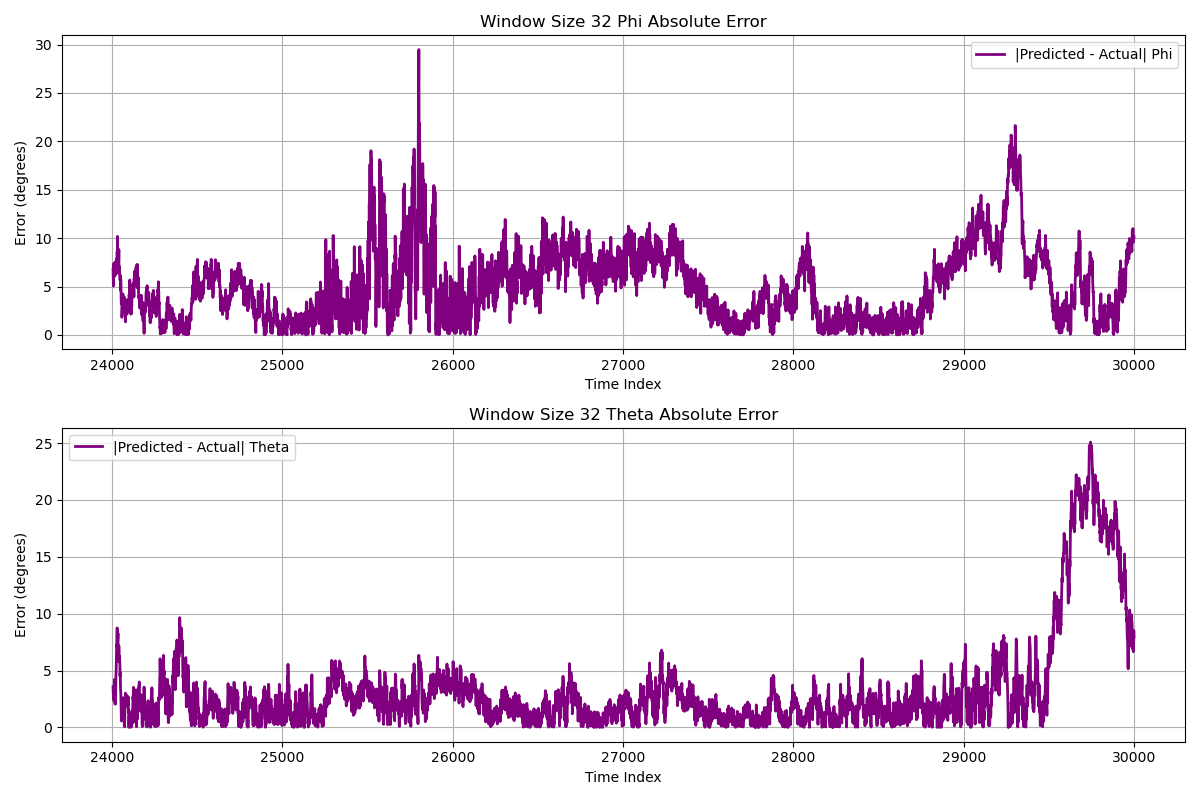 Window Size 32 Phi Absolute Error
|Predicted - Actual| Phi
Error (degrees)
30
25
20
15
10
5
0
24000 25000 26000 27000 28000 29000 30000
Time Index
Window Size 32 Theta Absolute Error
|Predicted - Actual| Theta
Error (degrees)
25
20
15
10
5
0
24000 25000 26000 27000 28000 29000 30000
Time Index